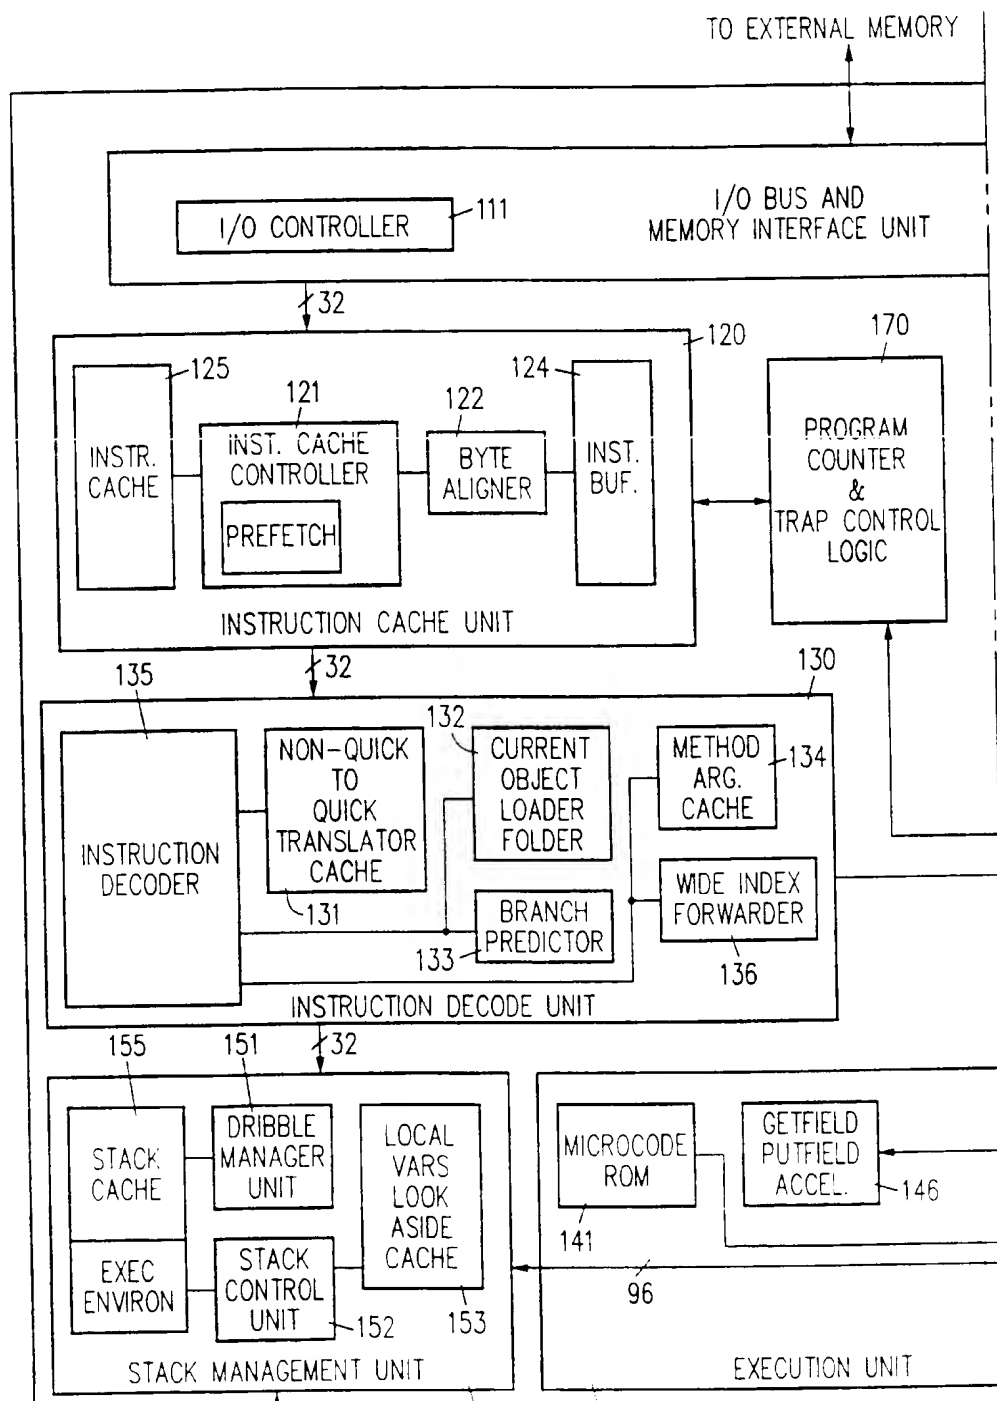 TO EXTERNAL MEMORY
I/O CONTROLLER
111
I/O BUS AND
MEMORY INTERFACE UNIT
32
120
170
125
INSTR.
CACHE
121
INST. CACHE
CONTROLLER
PREFETCH
122
BYTE
ALIGNER
124
INST.
BUF.
INSTRUCTION CACHE UNIT
PROGRAM
COUNTER
&
TRAP CONTROL
LOGIC
32
130
135
INSTRUCTION
DECODER
NON-QUICK
TO
QUICK
TRANSLATOR
CACHE
131
132
CURRENT
OBJECT
LOADER
FOLDER
METHOD
ARG.
CACHE
134
BRANCH
PREDICTOR
133
WIDE INDEX
FORWARDER
136
INSTRUCTION DECODE UNIT
32
155
STACK
CACHE
EXEC
ENVIRON
151
DRIBBLE
MANAGER
UNIT
STACK
CONTROL
UNIT
152
LOCAL
VARS
LOOK
ASIDE
CACHE
153
STACK MANAGEMENT UNIT
MICROCODE
ROM
141
GETFIELD
PUTFIELD
ACCEL.
146
96
EXECUTION UNIT